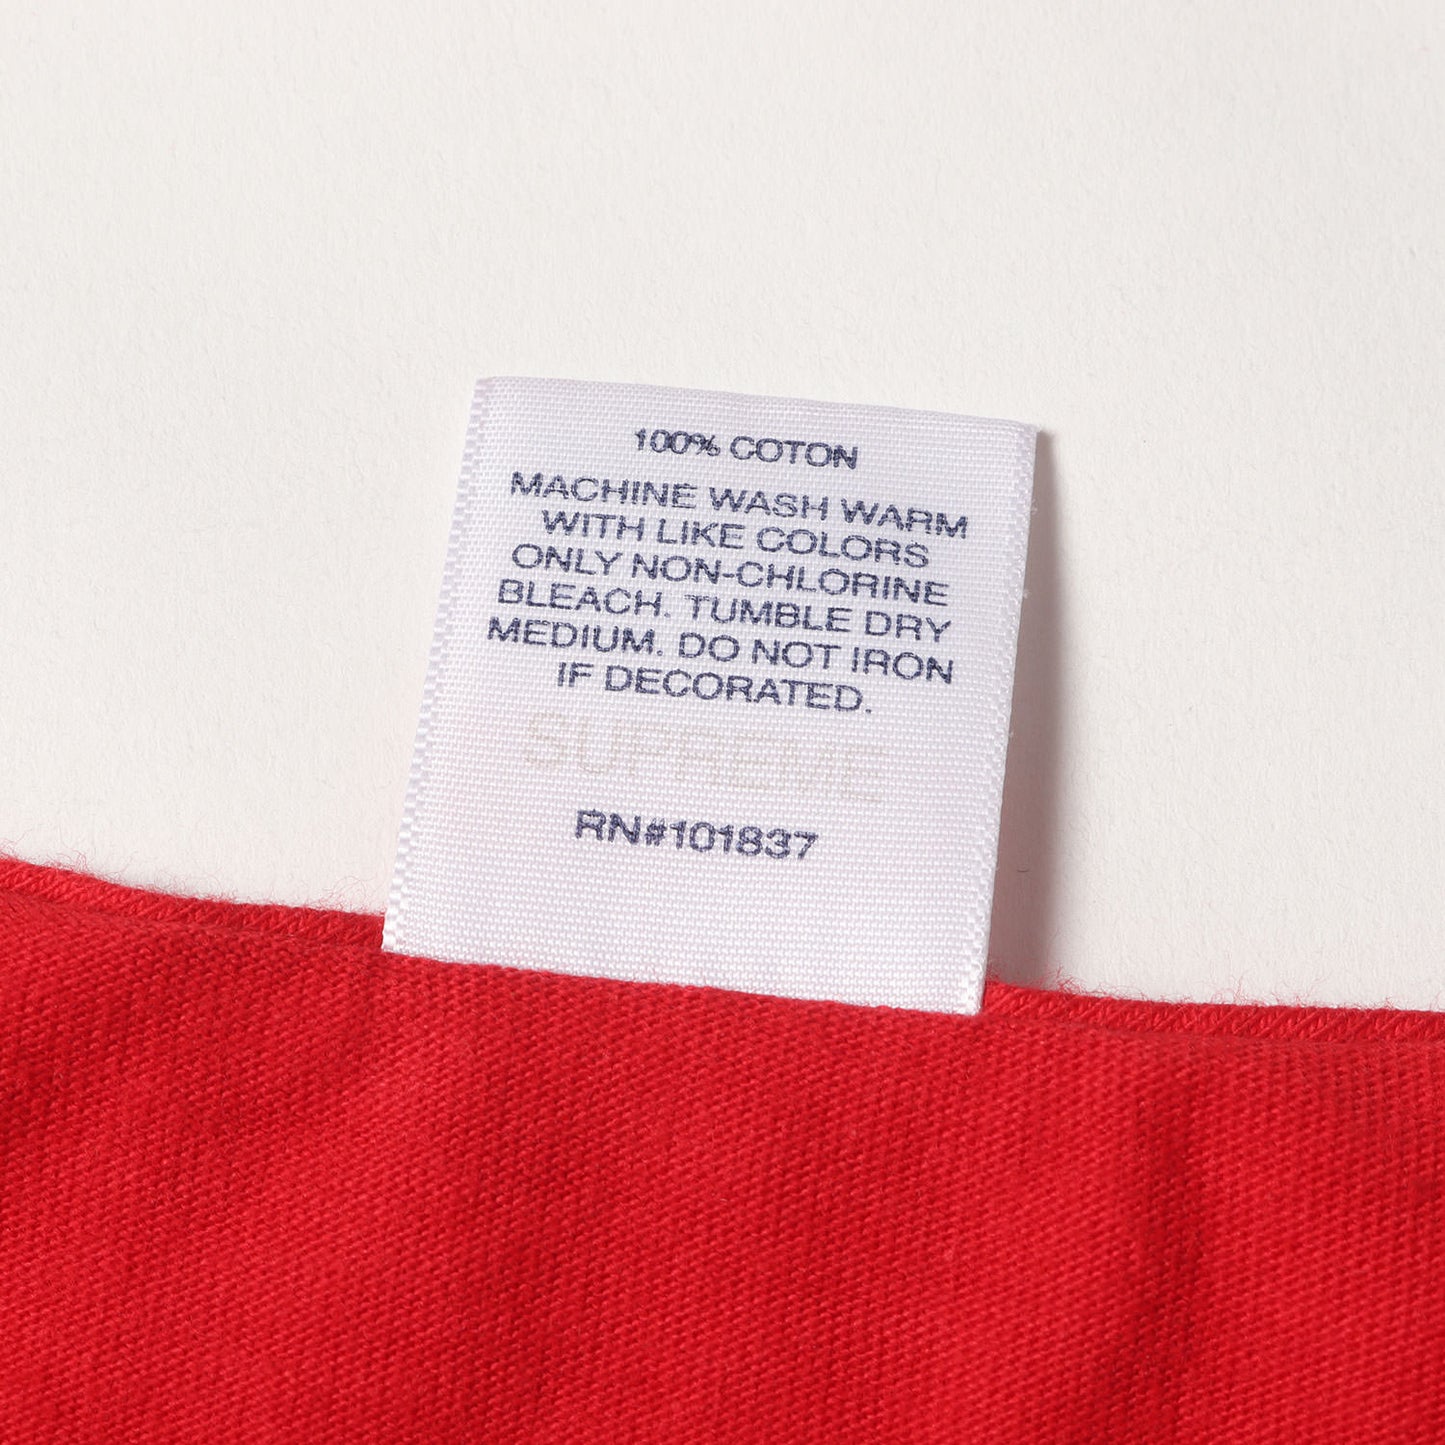 100% COTON
MACHINE WASH WARM
WITH LIKE COLORS
ONLY NON-CHLORINE
BLEACH. TUMBLE DRY
MEDIUM. DO NOT IRON
IF DECORATED.
SUPREME
RN#101837